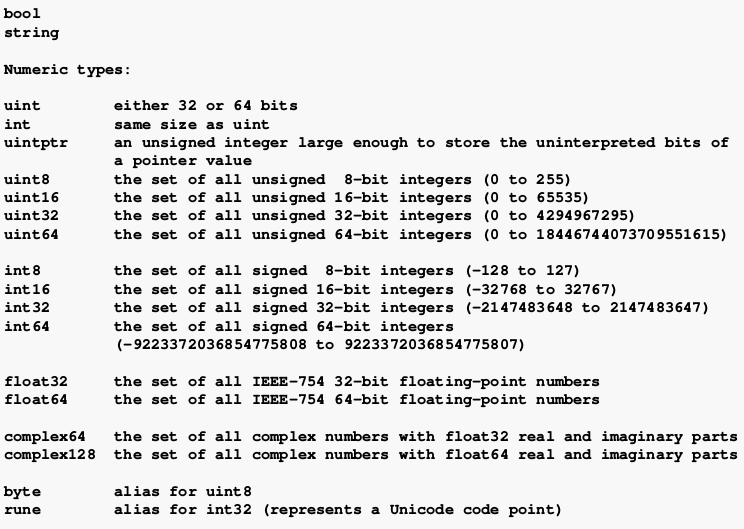 bool
string
Numeric types:
uint either 32 or 64 bits
int same size as uint
uintptr an unsigned integer large enough to store the uninterpreted bits of
a pointer value
uint8 the set of all unsigned 8-bit integers (0 to 255)
uint16 the set of all unsigned 16-bit integers (0 to 65535)
uint32 the set of all unsigned 32-bit integers (0 to 4294967295)
uint64 the set of all unsigned 64-bit integers (0 to 18446744073709551615)
int8 the set of all signed 8-bit integers (-128 to 127)
int16 the set of all signed 16-bit integers (-32768 to 32767)
int32 the set of all signed 32-bit integers (-2147483648 to 2147483647)
int64 the set of all signed 64-bit integers
(-9223372036854775808 to 9223372036854775807)
float32 the set of all IEEE-754 32-bit floating-point numbers
float64 the set of all IEEE-754 64-bit floating-point numbers
complex64 the set of all complex numbers with float32 real and imaginary parts
complex128 the set of all complex numbers with float64 real and imaginary parts
byte alias for uint8
rune alias for int32 (represents a Unicode code point)